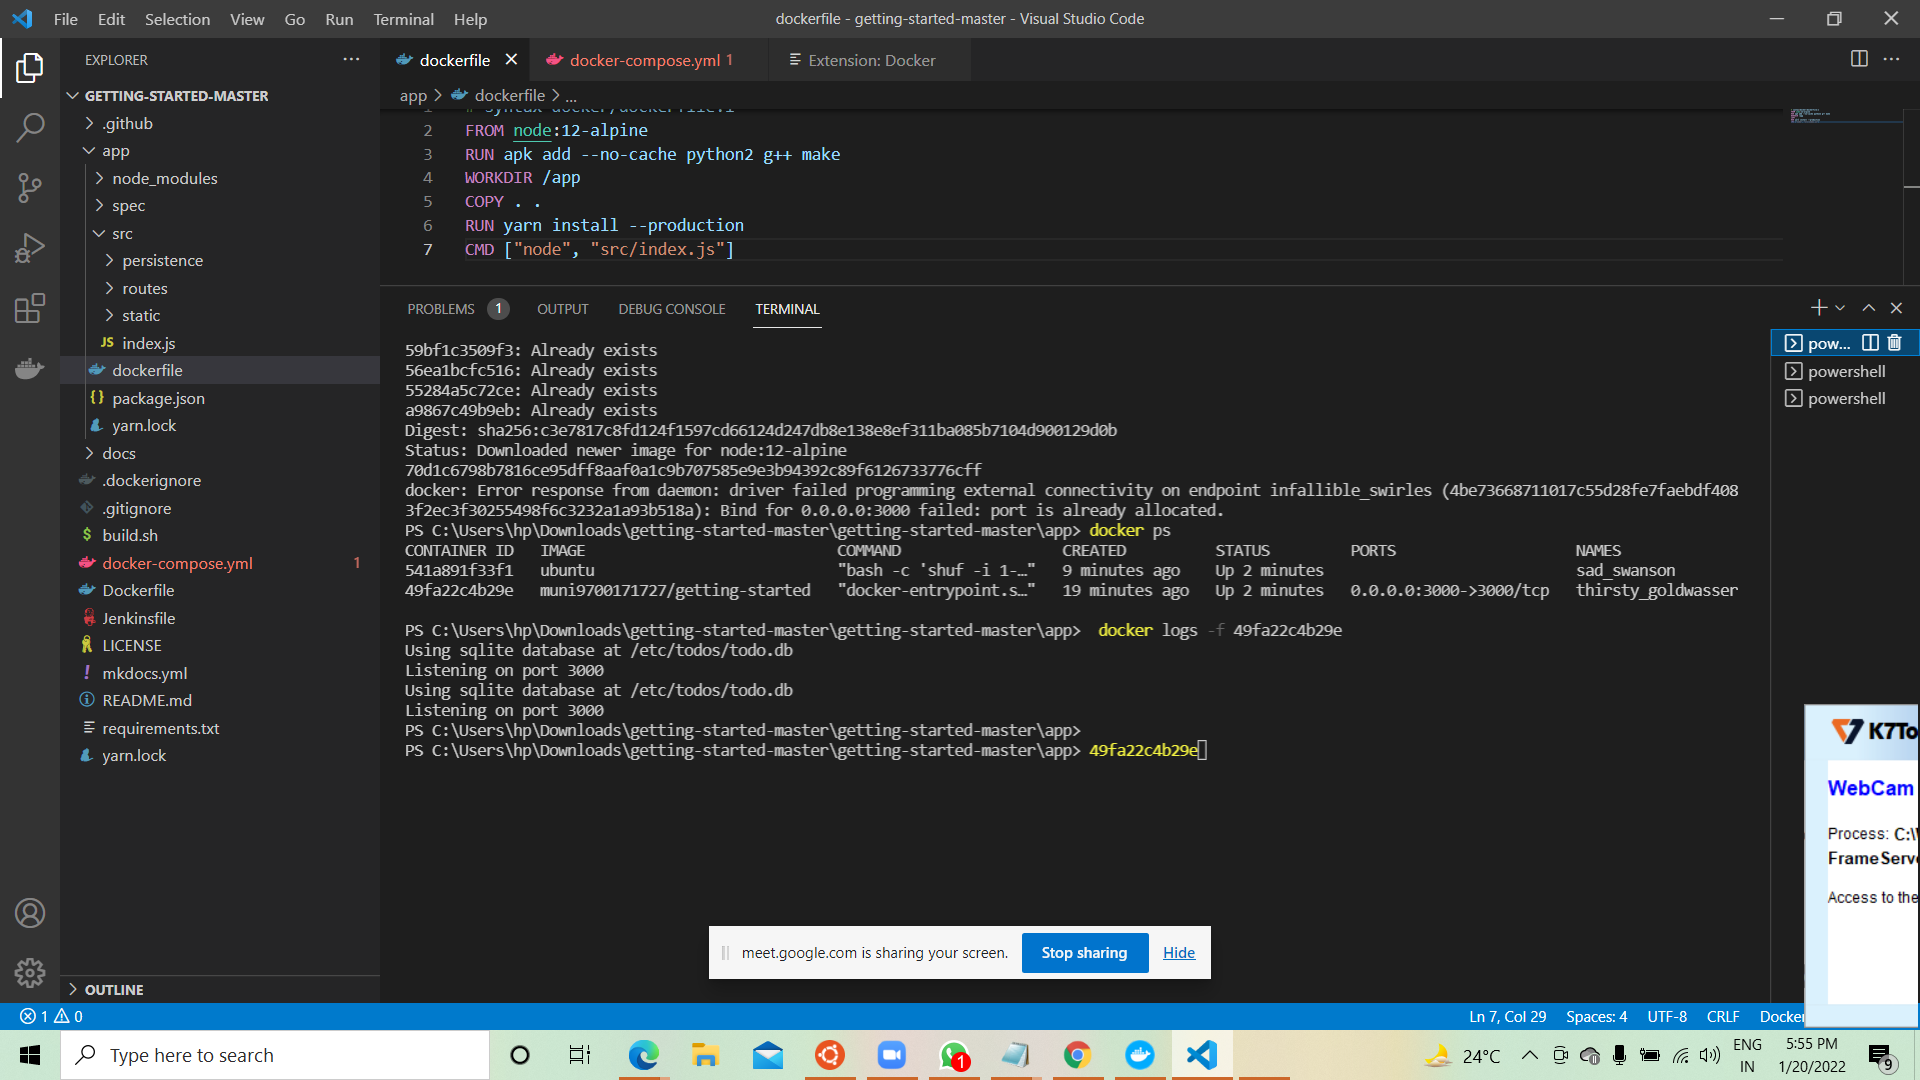 File Edit Selection View Go Run Terminal Help
dockerfile - getting-started-master - Visual Studio Code
EXPLORER
GETTING-STARTED-MASTER
.github
app
node_modules
spec
src
persistence
routes
static
JS index.js
dockerfile
{} package.json
yarn.lock
docs
.dockerignore
.gitignore
$ build.sh
docker-compose.yml 1
Dockerfile
Jenkinsfile
LICENSE
! mkdocs.yml
README.md
requirements.txt
yarn.lock
OUTLINE
dockerfile
docker-compose.yml 1
Extension: Docker
app > dockerfile > ...
2 FROM node:12-alpine
3 RUN apk add --no-cache python2 g++ make
4 WORKDIR /app
5 COPY . .
6 RUN yarn install --production
7 CMD ["node", "src/index.js"]
PROBLEMS 1 OUTPUT DEBUG CONSOLE TERMINAL
59bf1c3509f3: Already exists
56ea1bcfc516: Already exists
55284a5c72ce: Already exists
a9867c49b9eb: Already exists
Digest: sha256:c3e7817c8fd124f1597cd66124d247db8e138e8ef311ba085b7104d900129d0b
Status: Downloaded newer image for node:12-alpine
70d1c6798b7816ce95dff8aaf0a1c9b707585e9e3b94392c89f6126733776cff
docker: Error response from daemon: driver failed programming external connectivity on endpoint infallible_swirles (4be73668711017c55d28fe7faebdf408
3f2ec3f30255498f6c3232a1a93b518a): Bind for 0.0.0.0:3000 failed: port is already allocated.
PS C:\Users\hp\Downloads\getting-started-master\getting-started-master\app> docker ps
CONTAINER ID IMAGE COMMAND CREATED STATUS PORTS NAMES
541a891f33f1 ubuntu "bash -c 'shuf -i 1-…" 9 minutes ago Up 2 minutes sad_swanson
49fa22c4b29e muni9700171727/getting-started "docker-entrypoint.s…" 19 minutes ago Up 2 minutes 0.0.0.0:3000->3000/tcp thirsty_goldwasser
PS C:\Users\hp\Downloads\getting-started-master\getting-started-master\app> docker logs -f 49fa22c4b29e
Using sqlite database at /etc/todos/todo.db
Listening on port 3000
Using sqlite database at /etc/todos/todo.db
Listening on port 3000
PS C:\Users\hp\Downloads\getting-started-master\getting-started-master\app>
PS C:\Users\hp\Downloads\getting-started-master\getting-started-master\app> 49fa22c4b29e
pow...
powershell
powershell
K7To
WebCam
Process: C:\
FrameServ
Access to the
meet.google.com is sharing your screen. Stop sharing Hide
1 0
Ln 7, Col 29 Spaces: 4 UTF-8 CRLF Docker
Type here to search
1
24°C
ENG
IN
5:55 PM
1/20/2022
9